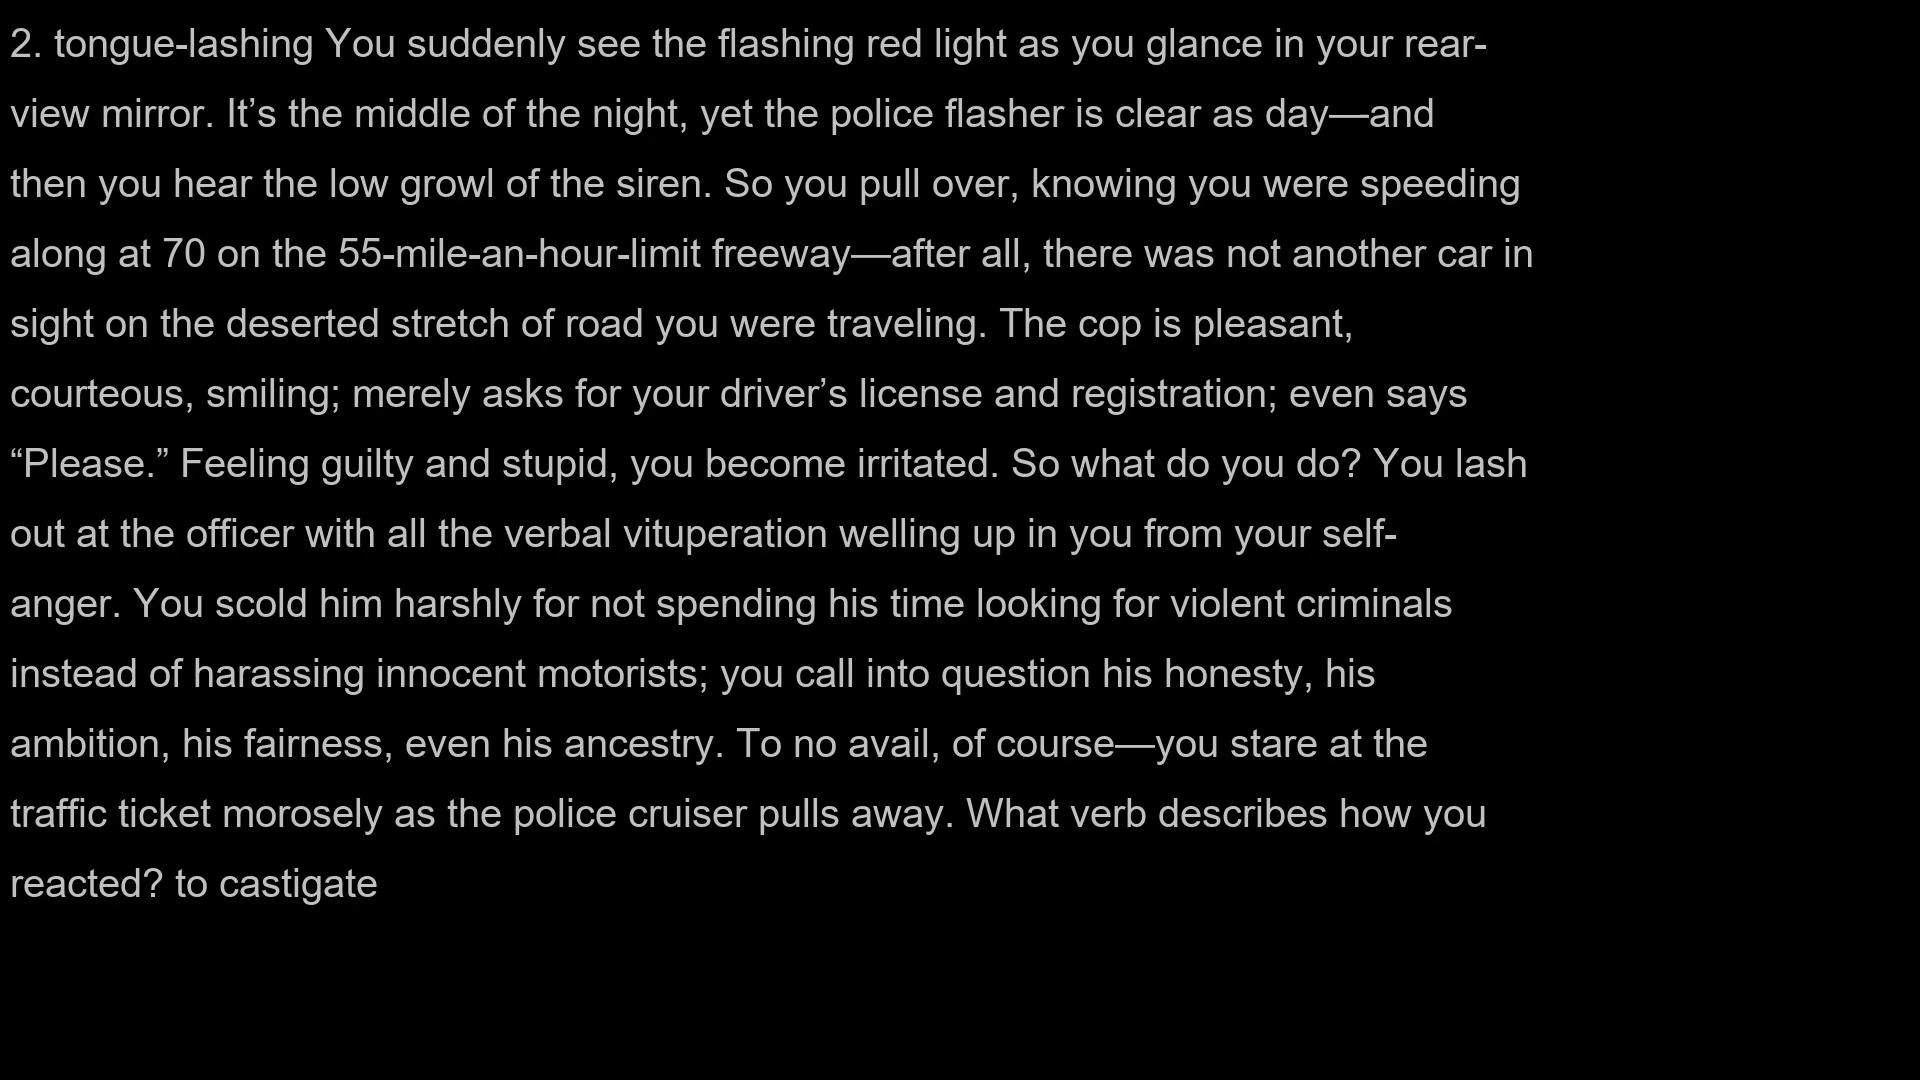 2. tongue-lashing You suddenly see the flashing red light as you glance in your rear-
view mirror. It’s the middle of the night, yet the police flasher is clear as day—and
then you hear the low growl of the siren. So you pull over, knowing you were speeding
along at 70 on the 55-mile-an-hour-limit freeway—after all, there was not another car in
sight on the deserted stretch of road you were traveling. The cop is pleasant,
courteous, smiling; merely asks for your driver’s license and registration; even says
“Please.” Feeling guilty and stupid, you become irritated. So what do you do? You lash
out at the officer with all the verbal vituperation welling up in you from your self-
anger. You scold him harshly for not spending his time looking for violent criminals
instead of harassing innocent motorists; you call into question his honesty, his
ambition, his fairness, even his ancestry. To no avail, of course—you stare at the
traffic ticket morosely as the police cruiser pulls away. What verb describes how you
reacted? to castigate